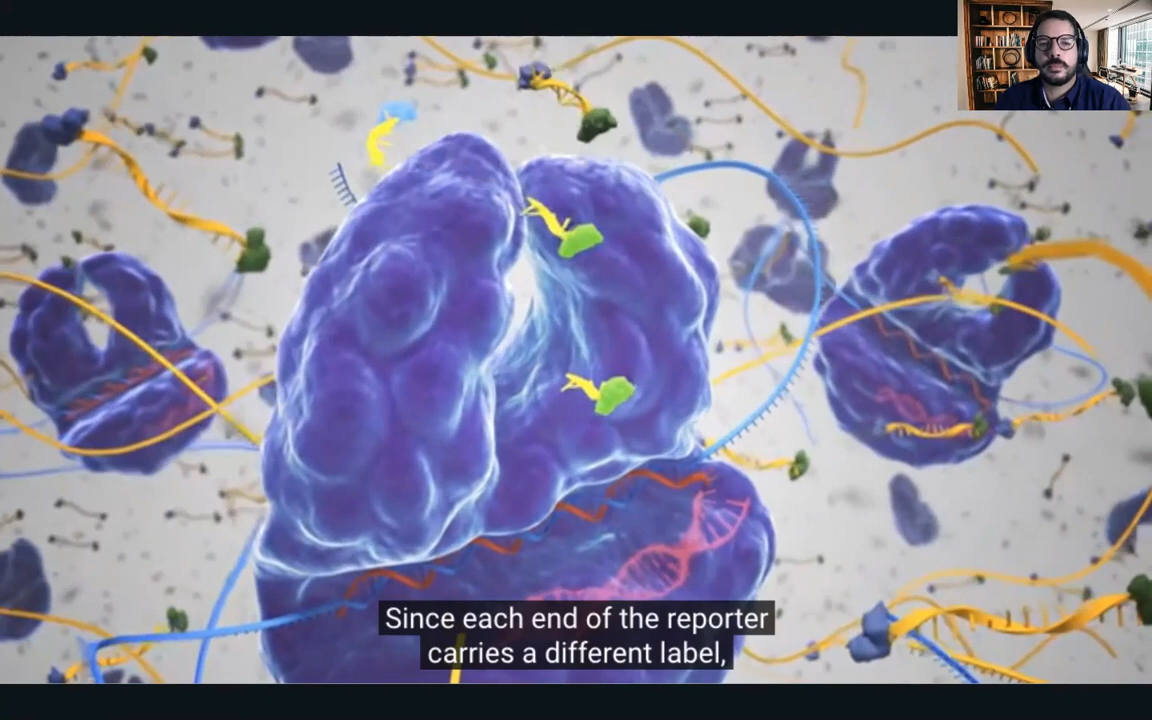 Since each end of the reporter
carries a different label,